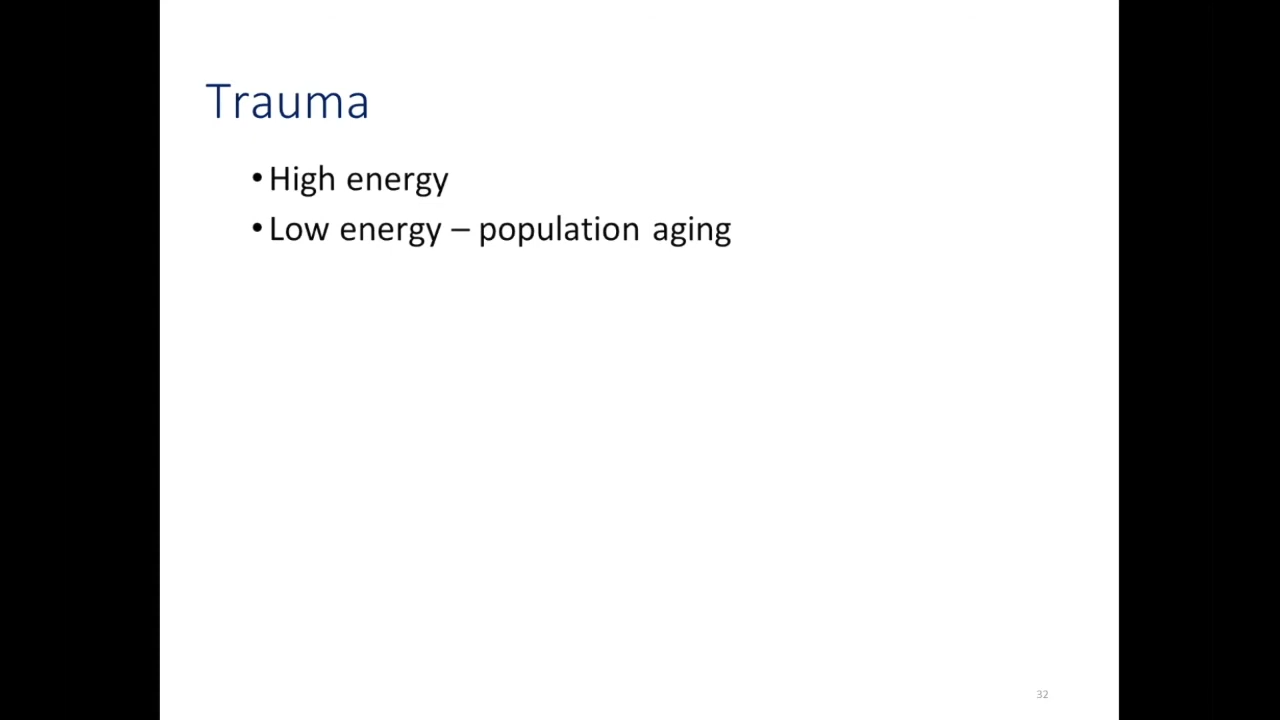 Trauma
• High energy
• Low energy – population aging
32